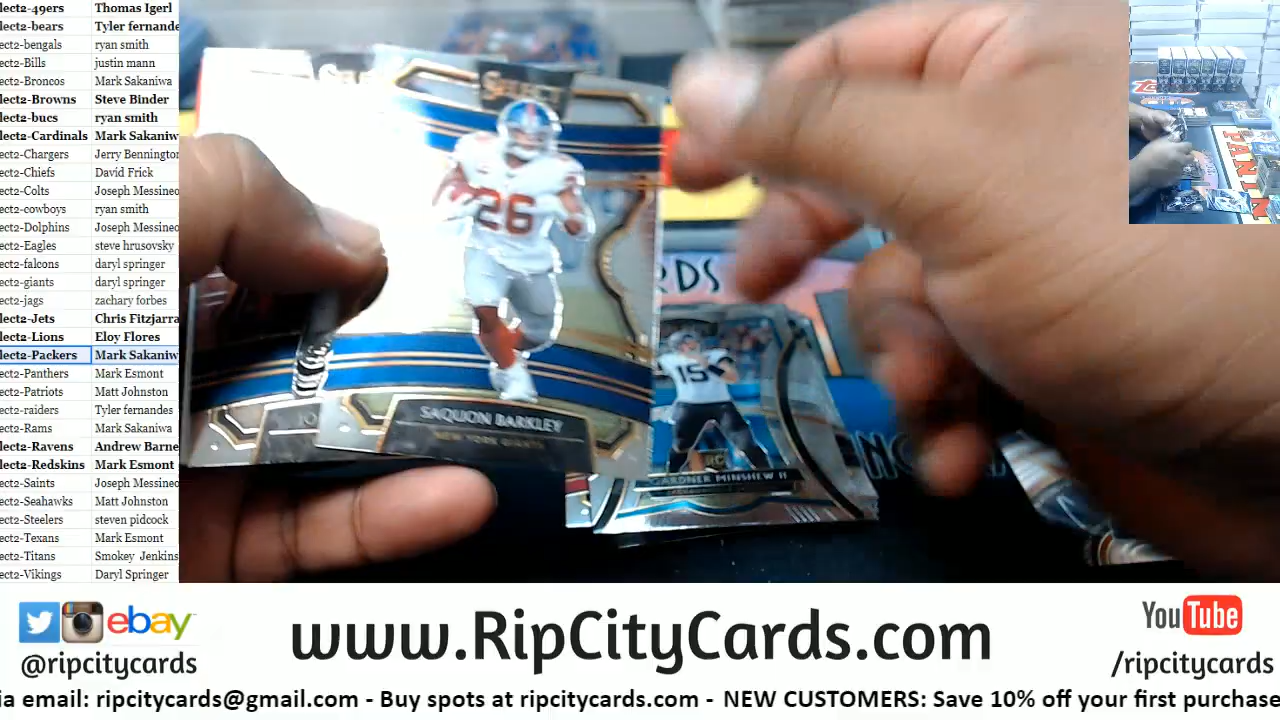 lect2-49ers Thomas Igerl
lect2-bears Tyler fernande
ect2-bengals ryan smith
ect2-Bills justin mann
ect2-Broncos Mark Sakaniwa
lect2-Browns Steve Binder
lect2-bucs ryan smith
lect2-Cardinals Mark Sakaniw
ect2-Chargers Jerry Bennington
ect2-Chiefs David Frick
ect2-Colts Joseph Messineo
ect2-cowboys ryan smith
ect2-Dolphins Joseph Messineo
ect2-Eagles steve hrusovsky
ect2-falcons daryl springer
ect2-giants daryl springer
ect2-jags zachary forbes
lect2-Jets Chris Fitzjarra
lect2-Lions Eloy Flores
lect2-Packers Mark Sakaniw
ect2-Panthers Mark Esmont
ect2-Patriots Matt Johnston
ect2-raiders Tyler fernandes
ect2-Rams Mark Sakaniwa
lect2-Ravens Andrew Barne
lect2-Redskins Mark Esmont
ect2-Saints Joseph Messineo
ect2-Seahawks Matt Johnston
ect2-Steelers steven pidcock
ect2-Texans Mark Esmont
ect2-Titans Smokey Jenkins
ect2-Vikings Daryl Springer
SELECT
26
SAQUON BARKLEY
NEW YORK GIANTS
RDS
15
RC
GARDNER MINSHEW II
PANINI
ebay
@ripcitycards
www.RipCityCards.com
YouTube
/ripcitycards
ia email: ripcitycards@gmail.com - Buy spots at ripcitycards.com - NEW CUSTOMERS: Save 10% off your first purchase